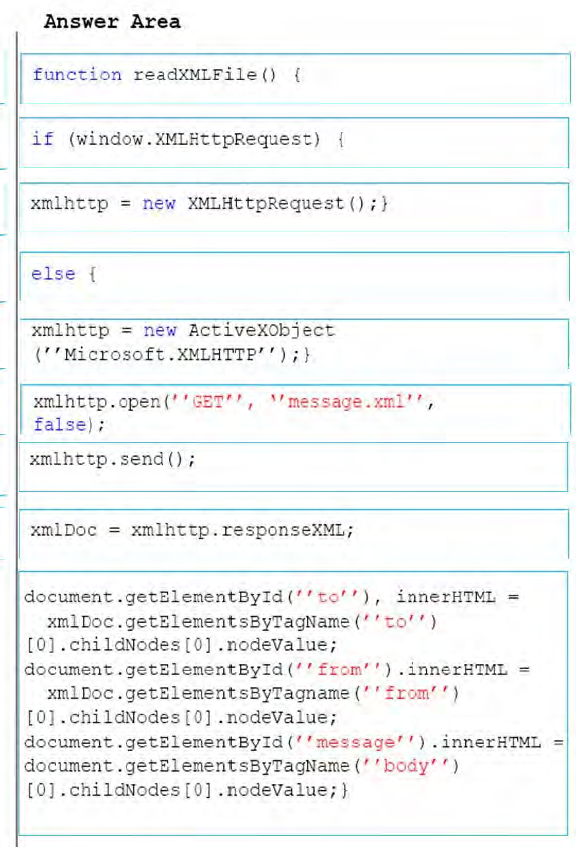 Answer Area
function readXMLFile() {
if (window.XMLHttpRequest) {
xmlhttp = new XMLHttpRequest();}
else {
xmlhttp = new ActiveXObject
(''Microsoft.XMLHTTP'');}
xmlhttp.open(''GET'', ''message.xml'',
false);
xmlhttp.send();
xmlDoc = xmlhttp.responseXML;
document.getElementById(''to''), innerHTML =
xmlDoc.getElementsByTagName(''to'')
[0].childNodes[0].nodeValue;
document.getElementById(''from'').innerHTML =
xmlDoc.getElementsByTagname(''from'')
[0].childNodes[0].nodeValue;
document.getElementById(''message'').innerHTML =
document.getElementsByTagName(''body'')
[0].childNodes[0].nodeValue;}